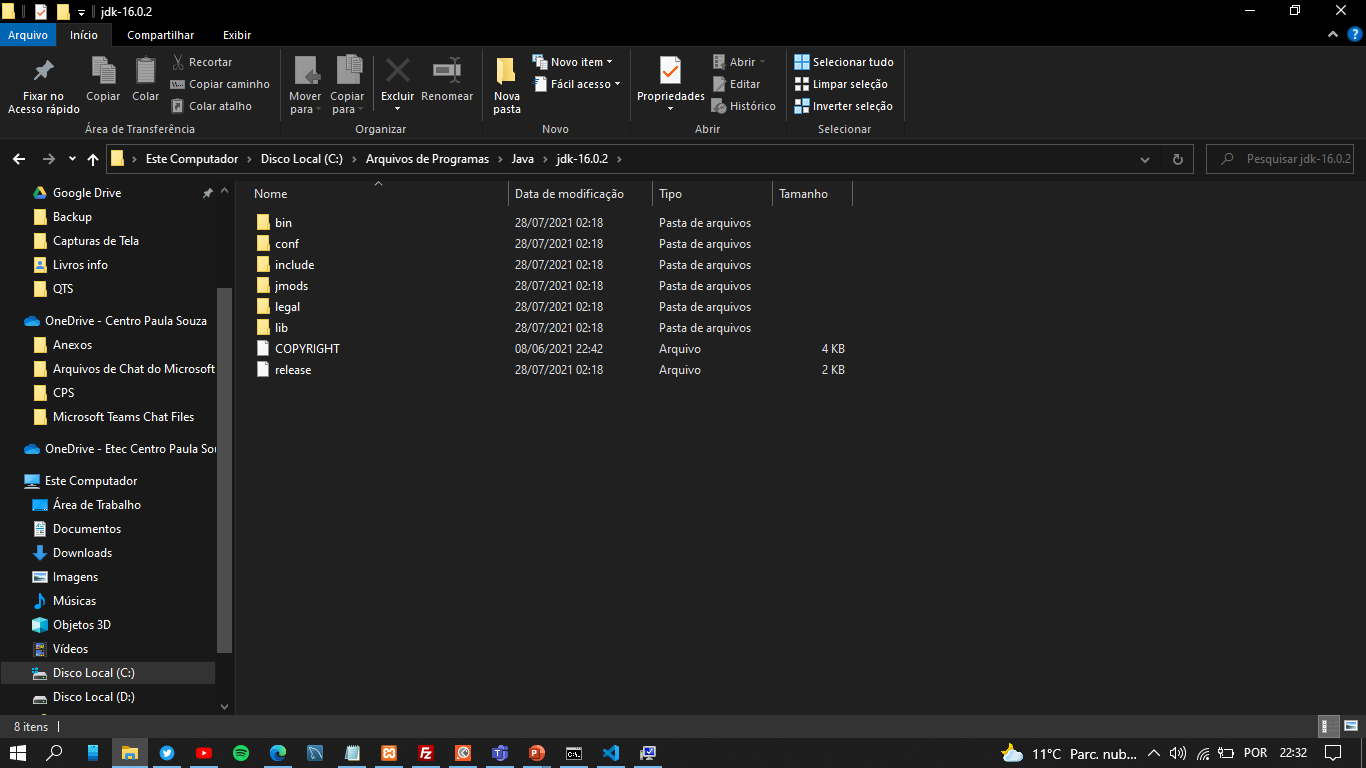 jdk-16.0.2
Arquivo Início Compartilhar Exibir
Fixar no
Acesso rápido
Copiar
Colar
Recortar
Copiar caminho
Colar atalho
Área de Transferência
Mover
para
Copiar
para
Excluir
Renomear
Organizar
Nova
pasta
Novo item
Fácil acesso
Novo
Propriedades
Abrir
Editar
Histórico
Abrir
Selecionar tudo
Limpar seleção
Inverter seleção
Selecionar
Este Computador > Disco Local (C:) > Arquivos de Programas > Java > jdk-16.0.2 >
Pesquisar jdk-16.0.2
Google Drive
Backup
Capturas de Tela
Livros info
QTS
OneDrive - Centro Paula Souza
Anexos
Arquivos de Chat do Microsoft
CPS
Microsoft Teams Chat Files
OneDrive - Etec Centro Paula Sou
Este Computador
Área de Trabalho
Documentos
Downloads
Imagens
Músicas
Objetos 3D
Vídeos
Disco Local (C:)
Disco Local (D:)
Nome Data de modificação Tipo Tamanho
bin 28/07/2021 02:18 Pasta de arquivos
conf 28/07/2021 02:18 Pasta de arquivos
include 28/07/2021 02:18 Pasta de arquivos
jmods 28/07/2021 02:18 Pasta de arquivos
legal 28/07/2021 02:18 Pasta de arquivos
lib 28/07/2021 02:18 Pasta de arquivos
COPYRIGHT 08/06/2021 22:42 Arquivo 4 KB
release 28/07/2021 02:18 Arquivo 2 KB
8 itens
11°C Parc. nub... POR 22:32